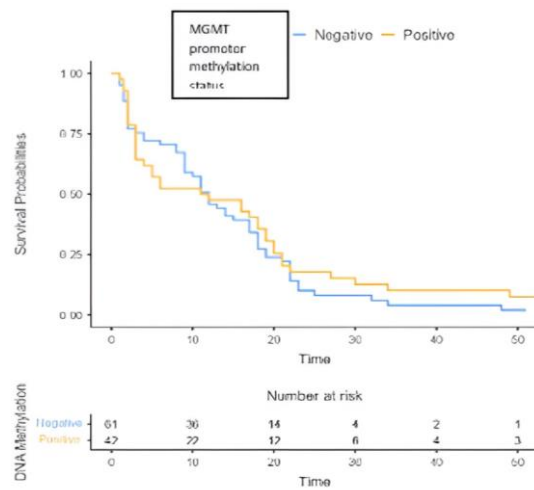 MGMT
promoter
methylation
status
Negative Positive
1.00
0.75
0.50
0.25
0.00
Survival Probabilities
0 10 20 30 40 50
Time
Number at risk
DNA Methylation
Negative 61 36 14 4 2 1
Positive 42 22 12 6 4 3
0 10 20 30 40 50
Time